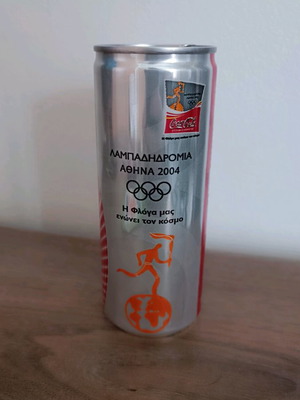 Coca-Cola
ΛΑΜΠΑΔΗΔΡΟΜΙΑ
ΑΘΗΝΑ 2004
Η Φλόγα μας
ενώνει τον κόσμο